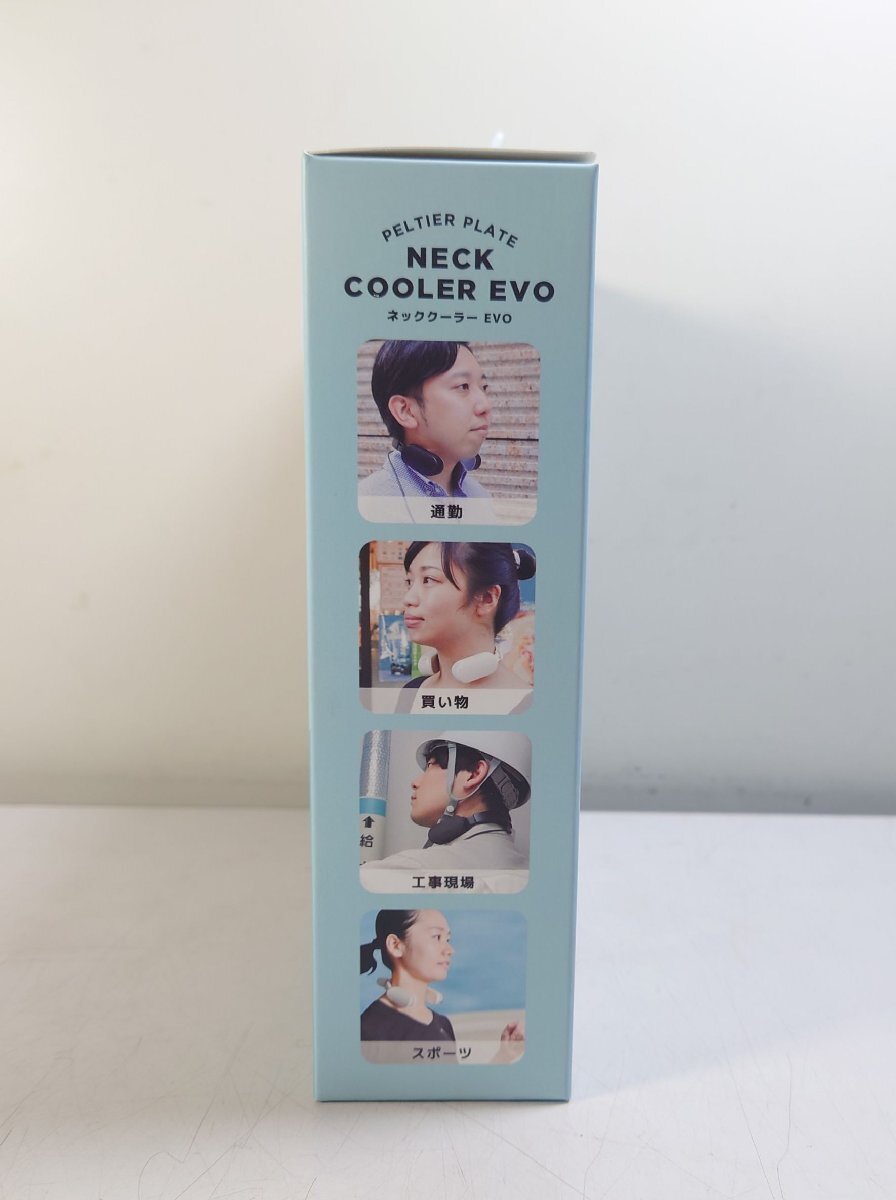 PELTIER PLATE
NECK
COOLER EVO
ネッククーラー EVO
通勤
買い物
↑
給
工事現場
スポーツ